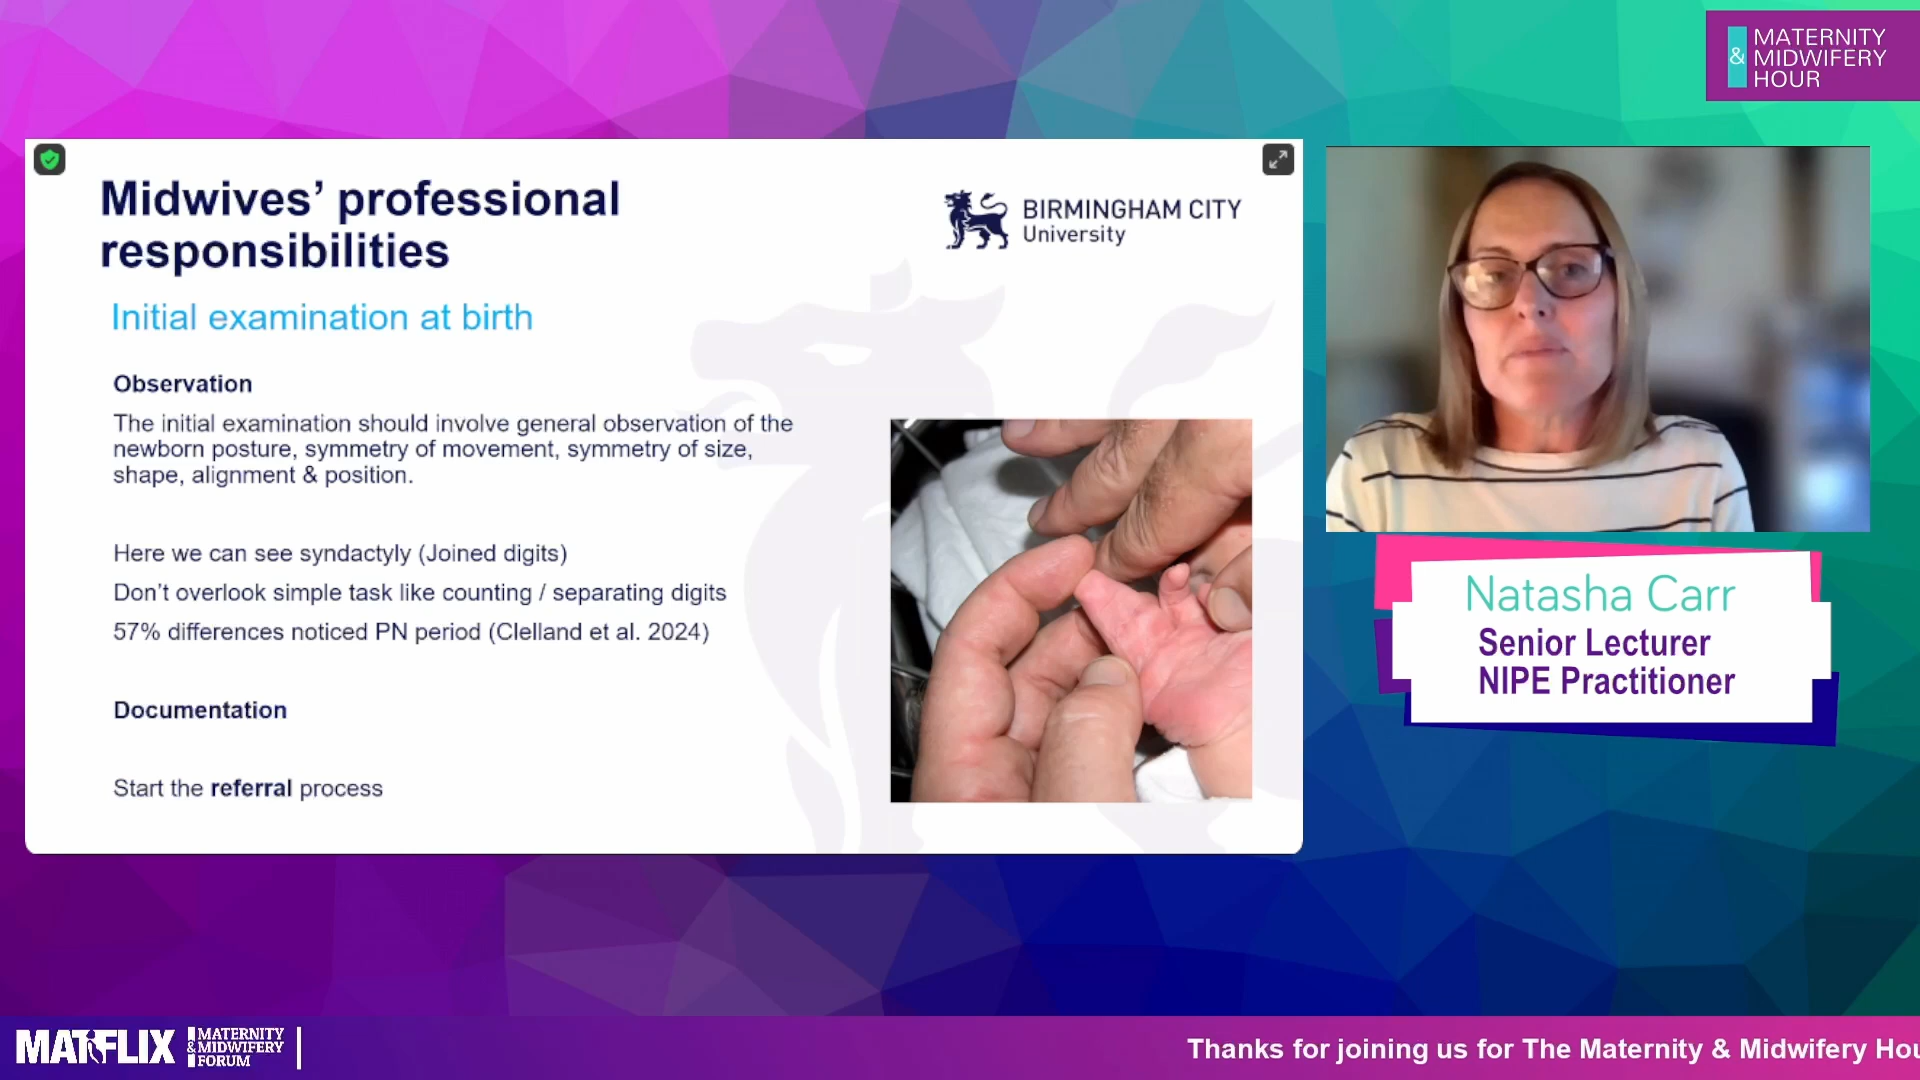 MATERNITY
& MIDWIFERY
HOUR
Midwives’ professional
responsibilities
BIRMINGHAM CITY
University
Initial examination at birth
Observation
The initial examination should involve general observation of the
newborn posture, symmetry of movement, symmetry of size,
shape, alignment & position.
Here we can see syndactyly (Joined digits)
Don’t overlook simple task like counting / separating digits
57% differences noticed PN period (Clelland et al. 2024)
Documentation
Start the referral process
Natasha Carr
Senior Lecturer
NIPE Practitioner
MATFLIX
MATERNITY
& MIDWIFERY
FORUM
Thanks for joining us for The Maternity & Midwifery Hou